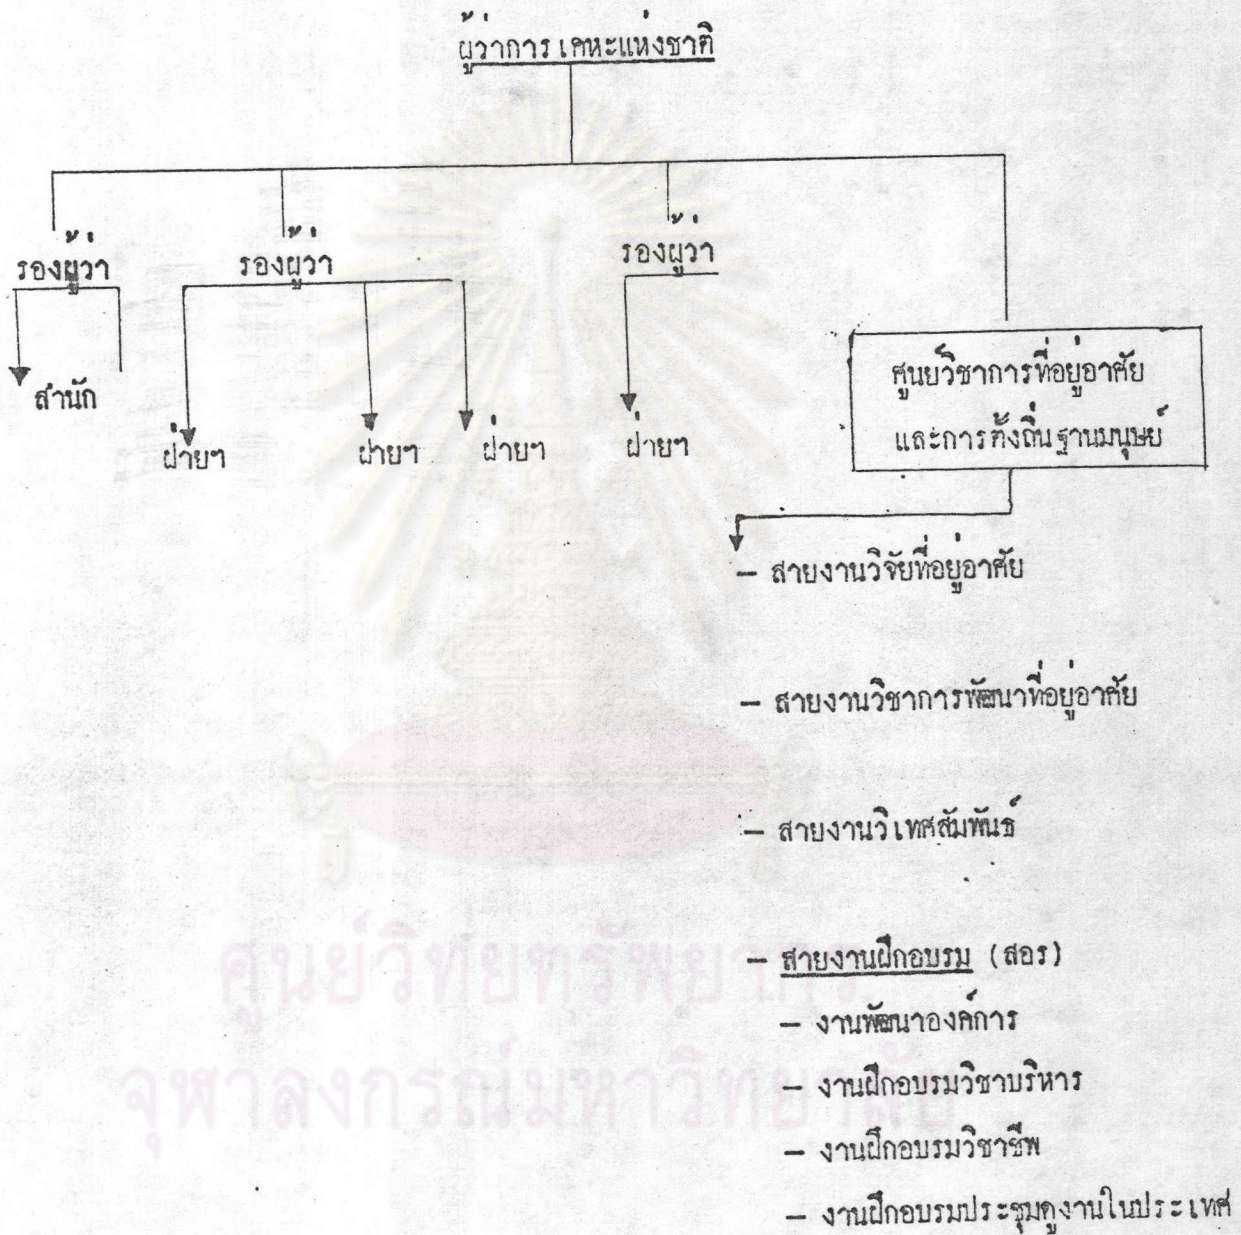 ผู้ว่าการเคหะแห่งชาติ
รองผู้ว่า
รองผู้ว่า
รองผู้ว่า
สำนัก
ฝ่ายฯ
ฝ่ายฯ
ฝ่ายฯ
ฝ่ายฯ
ศูนย์วิชาการที่อยู่อาศัย
และการตั้งถิ่นฐานมนุษย์
– สายงานวิจัยที่อยู่อาศัย
– สายงานวิชาการพัฒนาที่อยู่อาศัย
– สายงานวิเทศสัมพันธ์
– สายงานฝึกอบรม (สอร)
– งานพัฒนาองค์การ
– งานฝึกอบรมวิชาบริหาร
– งานฝึกอบรมวิชาชีพ
– งานฝึกอบรมประชุมดูงานในประเทศ
ศูนย์วิทยทรัพยากร
จุฬาลงกรณ์มหาวิทยาลัย